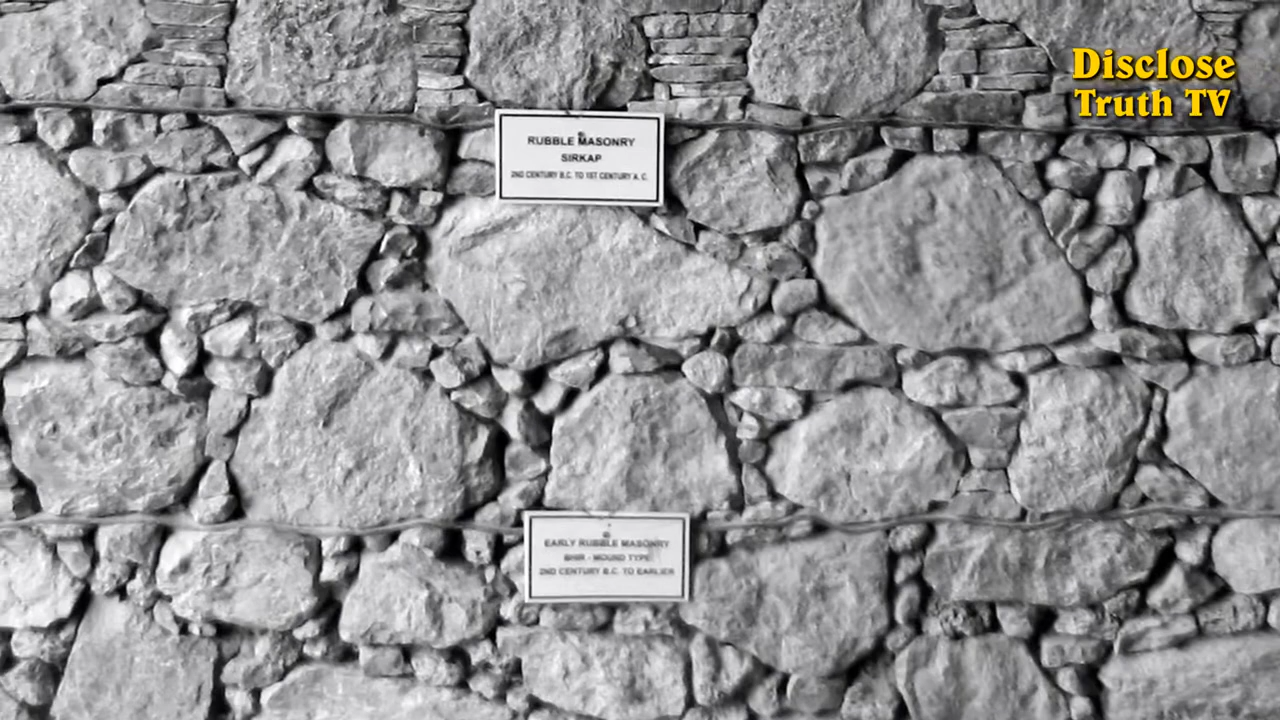 Disclose
Truth TV
RUBBLE MASONRY
SIRKAP
2ND CENTURY B.C. TO 1ST CENTURY A.C.
EARLY RUBBLE MASONRY
BHIR - MOUND TYPE
2ND CENTURY B.C. TO EARLIER